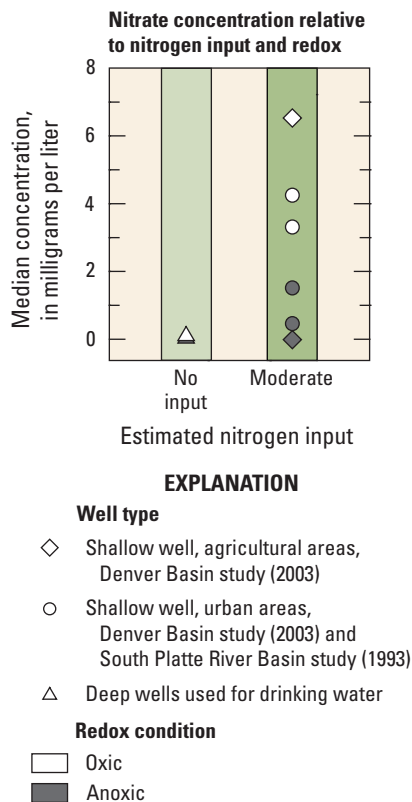 Nitrate concentration relative
to nitrogen input and redox
Median concentration,
in milligrams per liter
8
6
4
2
0
No
input
Moderate
Estimated nitrogen input
EXPLANATION
Well type
Shallow well, agricultural areas,
Denver Basin study (2003)
Shallow well, urban areas,
Denver Basin study (2003) and
South Platte River Basin study (1993)
Deep wells used for drinking water
Redox condition
Oxic
Anoxic